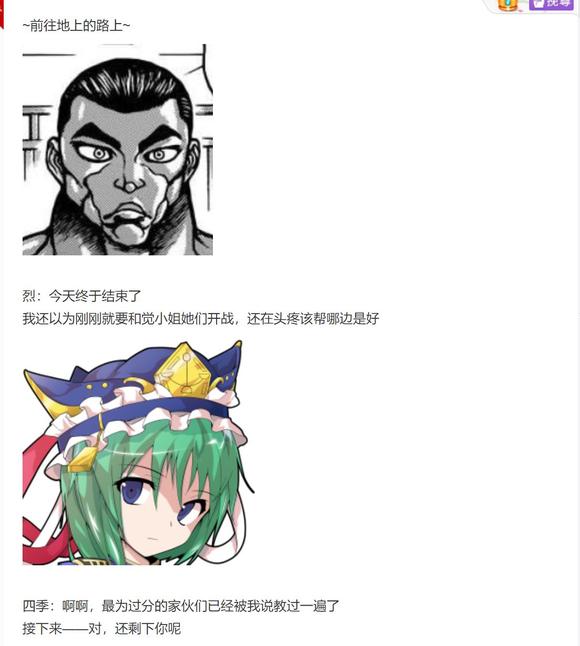 ~前往地上的路上~
烈：今天终于结束了
我还以为刚刚就要和觉小姐她们开战，还在头疼该帮哪边是好
四季：啊啊，最为过分的家伙们已经被我说教过一遍了
接下来——对，还剩下你呢